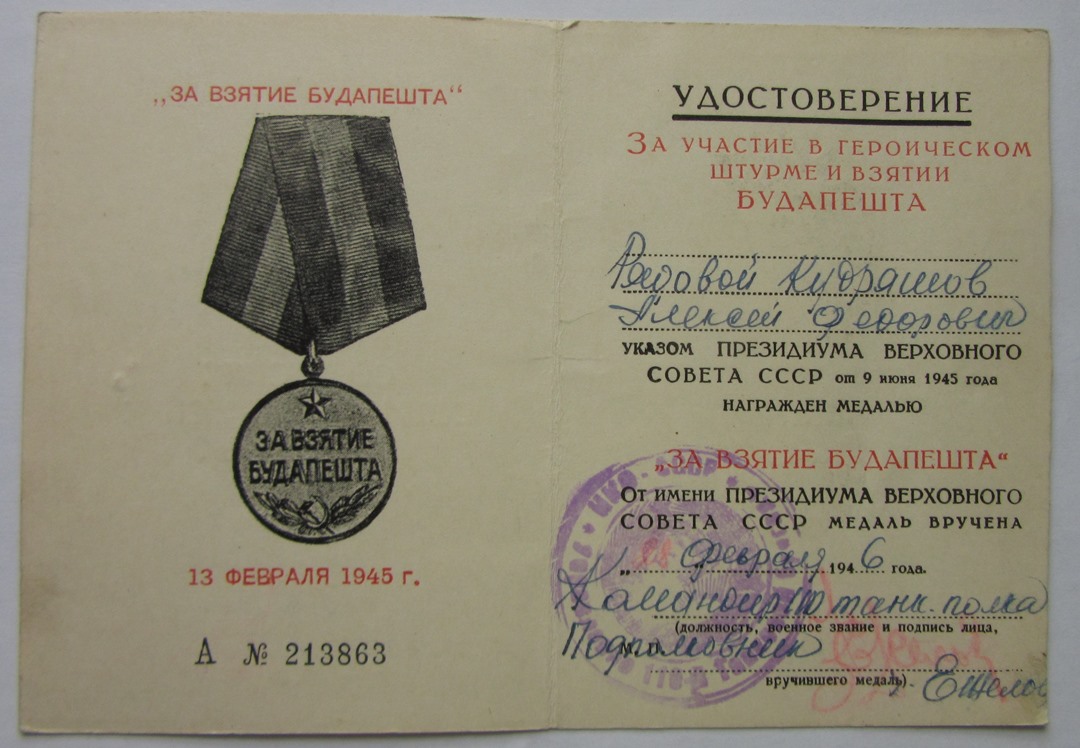 „ЗА ВЗЯТИЕ БУДАПЕШТА“
ЗА ВЗЯТИЕ
БУДАПЕШТА
13 ФЕВРАЛЯ 1945 г.
А № 213863
УДОСТОВЕРЕНИЕ
ЗА УЧАСТИЕ В ГЕРОИЧЕСКОМ
ШТУРМЕ И ВЗЯТИИ
БУДАПЕШТА
Рядовой Кудряшов
Алексей Федорович
УКАЗОМ ПРЕЗИДИУМА ВЕРХОВНОГО
СОВЕТА СССР от 9 июня 1945 года
НАГРАЖДЕН МЕДАЛЬЮ
„ЗА ВЗЯТИЕ БУДАПЕШТА“
ОТ ИМЕНИ ПРЕЗИДИУМА ВЕРХОВНОГО
СОВЕТА СССР МЕДАЛЬ ВРУЧЕНА
„ “ февраля 1946 года.
Командир танк. полка
(должность, военное звание и подпись лица,
М. П. Подполковник
вручившего медаль)
НКО - СССР